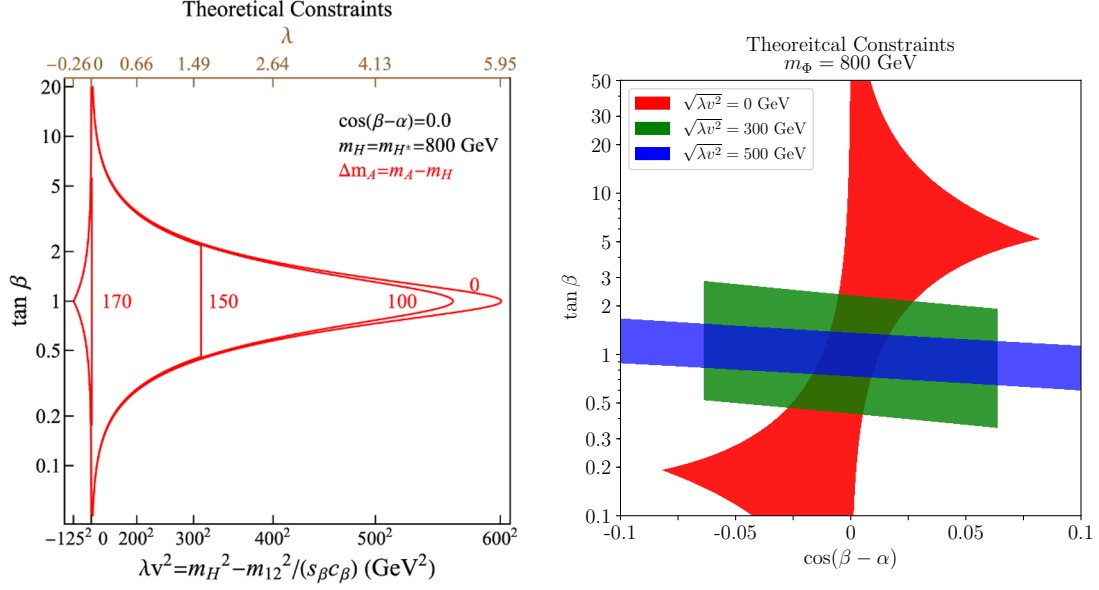 Theoretical Constraints
λ
−0.26 0 0.66 1.49 2.64 4.13 5.95
20
10
5
2
1
0.5
0.2
0.1
tan β
cos(β−α)=0.0
m_H=m_{H^±}=800 GeV
Δm_A=m_A−m_H
170
150
100
0
−125² 0 200² 300² 400² 500² 600²
λv²=m_H²−m_{12}²/(s_βc_β) (GeV²)
Theoreitcal Constraints
m_Φ = 800 GeV
√λv² = 0 GeV
√λv² = 300 GeV
√λv² = 500 GeV
50
30
20
10
5
3
2
1
0.5
0.3
0.2
0.1
tan β
-0.1 -0.05 0 0.05 0.1
cos(β − α)